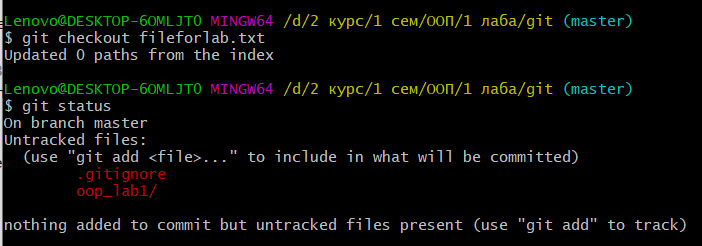 Lenovo@DESKTOP-6OMLJTO MINGW64 /d/2 курс/1 сем/ООП/1 лаба/git (master)
$ git checkout fileforlab.txt
Updated 0 paths from the index
Lenovo@DESKTOP-6OMLJTO MINGW64 /d/2 курс/1 сем/ООП/1 лаба/git (master)
$ git status
On branch master
Untracked files:
(use "git add <file>..." to include in what will be committed)
.gitignore
oop_lab1/
nothing added to commit but untracked files present (use "git add" to track)